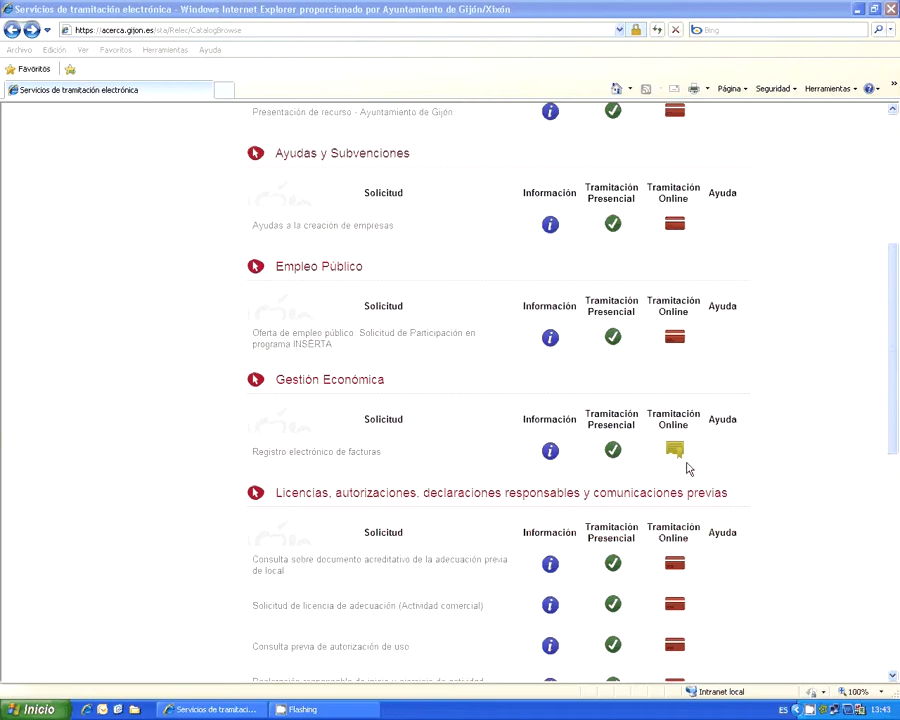 Servicios de tramitación electrónica - Windows Internet Explorer proporcionado por Ayuntamiento de Gijón/Xixón
https://acerca.gijon.es/sta/Relec/CatalogBrowse
Bing
Archivo Edición Ver Favoritos Herramientas Ayuda
Favoritos
Servicios de tramitación electrónica
Página Seguridad Herramientas
Presentación de recurso - Ayuntamiento de Gijón
Ayudas y Subvenciones
Solicitud Información Tramitación Presencial Tramitación Online Ayuda
Ayudas a la creación de empresas
Empleo Público
Solicitud Información Tramitación Presencial Tramitación Online Ayuda
Oferta de empleo público. Solicitud de Participación en
programa INSERTA
Gestión Económica
Solicitud Información Tramitación Presencial Tramitación Online Ayuda
Registro electrónico de facturas
Licencias, autorizaciones, declaraciones responsables y comunicaciones previas
Solicitud Información Tramitación Presencial Tramitación Online Ayuda
Consulta sobre documento acreditativo de la adecuación previa
de local
Solicitud de licencia de adecuación (Actividad comercial)
Consulta previa de autorización de uso
Declaración responsable de inicio y ejercicio de actividad
Intranet local 100%
Inicio Servicios de tramitaci... Flashing ES 13:43